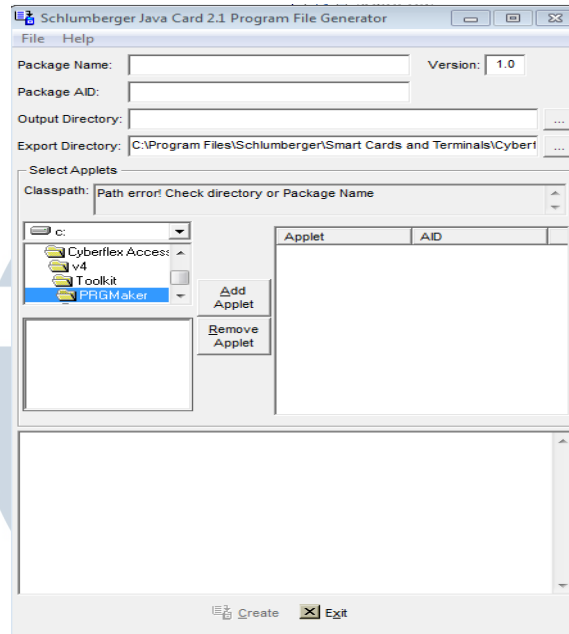 Schlumberger Java Card 2.1 Program File Generator
File Help
Package Name: Version: 1.0
Package AID:
Output Directory: ...
Export Directory: C:\Program Files\Schlumberger\Smart Cards and Terminals\Cyberf ...
Select Applets
Classpath: Path error! Check directory or Package Name
c:
Applet AID
Cyberflex Access
v4
Toolkit
PRGMaker
Add Applet
Remove Applet
Create Exit